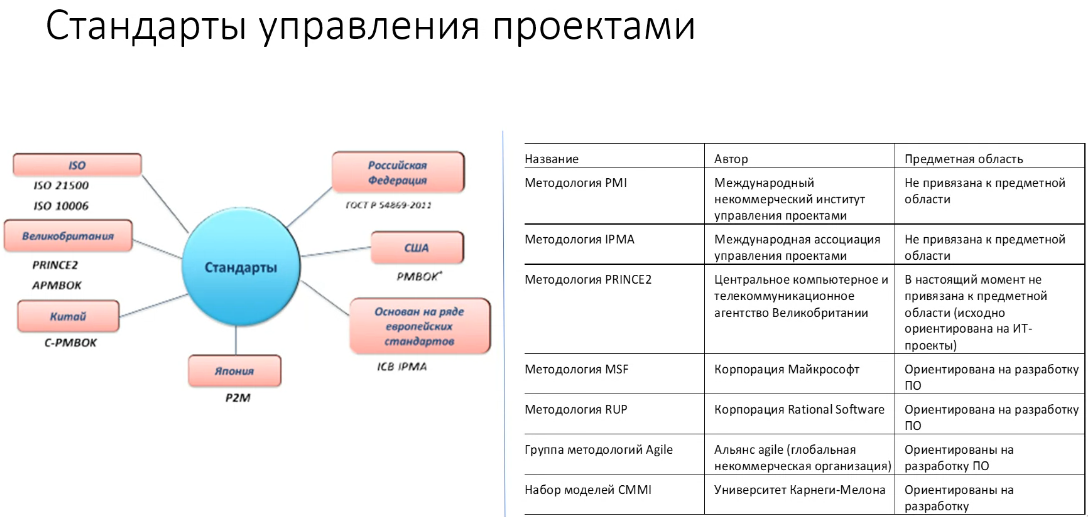 Стандарты управления проектами
ISO
ISO 21500
ISO 10006
Великобритания
PRINCE2
APMBOK
Китай
C-PMBOK
Япония
P2M
Стандарты
Российская
Федерация
ГОСТ Р 54869-2011
США
PMBOK*
Основан на ряде
европейских
стандартов
ICB IPMA
Название Автор Предметная область
Методология PMI Международный Не привязана к предметной
некоммерческий институт области
управления проектами
Методология IPMA Международная ассоциация Не привязана к предметной
управления проектами области
Методология PRINCE2 Центральное компьютерное и В настоящий момент не
телекоммуникационное привязана к предметной
агентство Великобритании области (исходно
ориентирована на ИТ-
проекты)
Методология MSF Корпорация Майкрософт Ориентирована на разработку
ПО
Методология RUP Корпорация Rational Software Ориентирована на разработку
ПО
Группа методологий Agile Альянс agile (глобальная Ориентированы на
некоммерческая организация) разработку ПО
Набор моделей CMMI Университет Карнеги-Мелона Ориентированы на
разработку